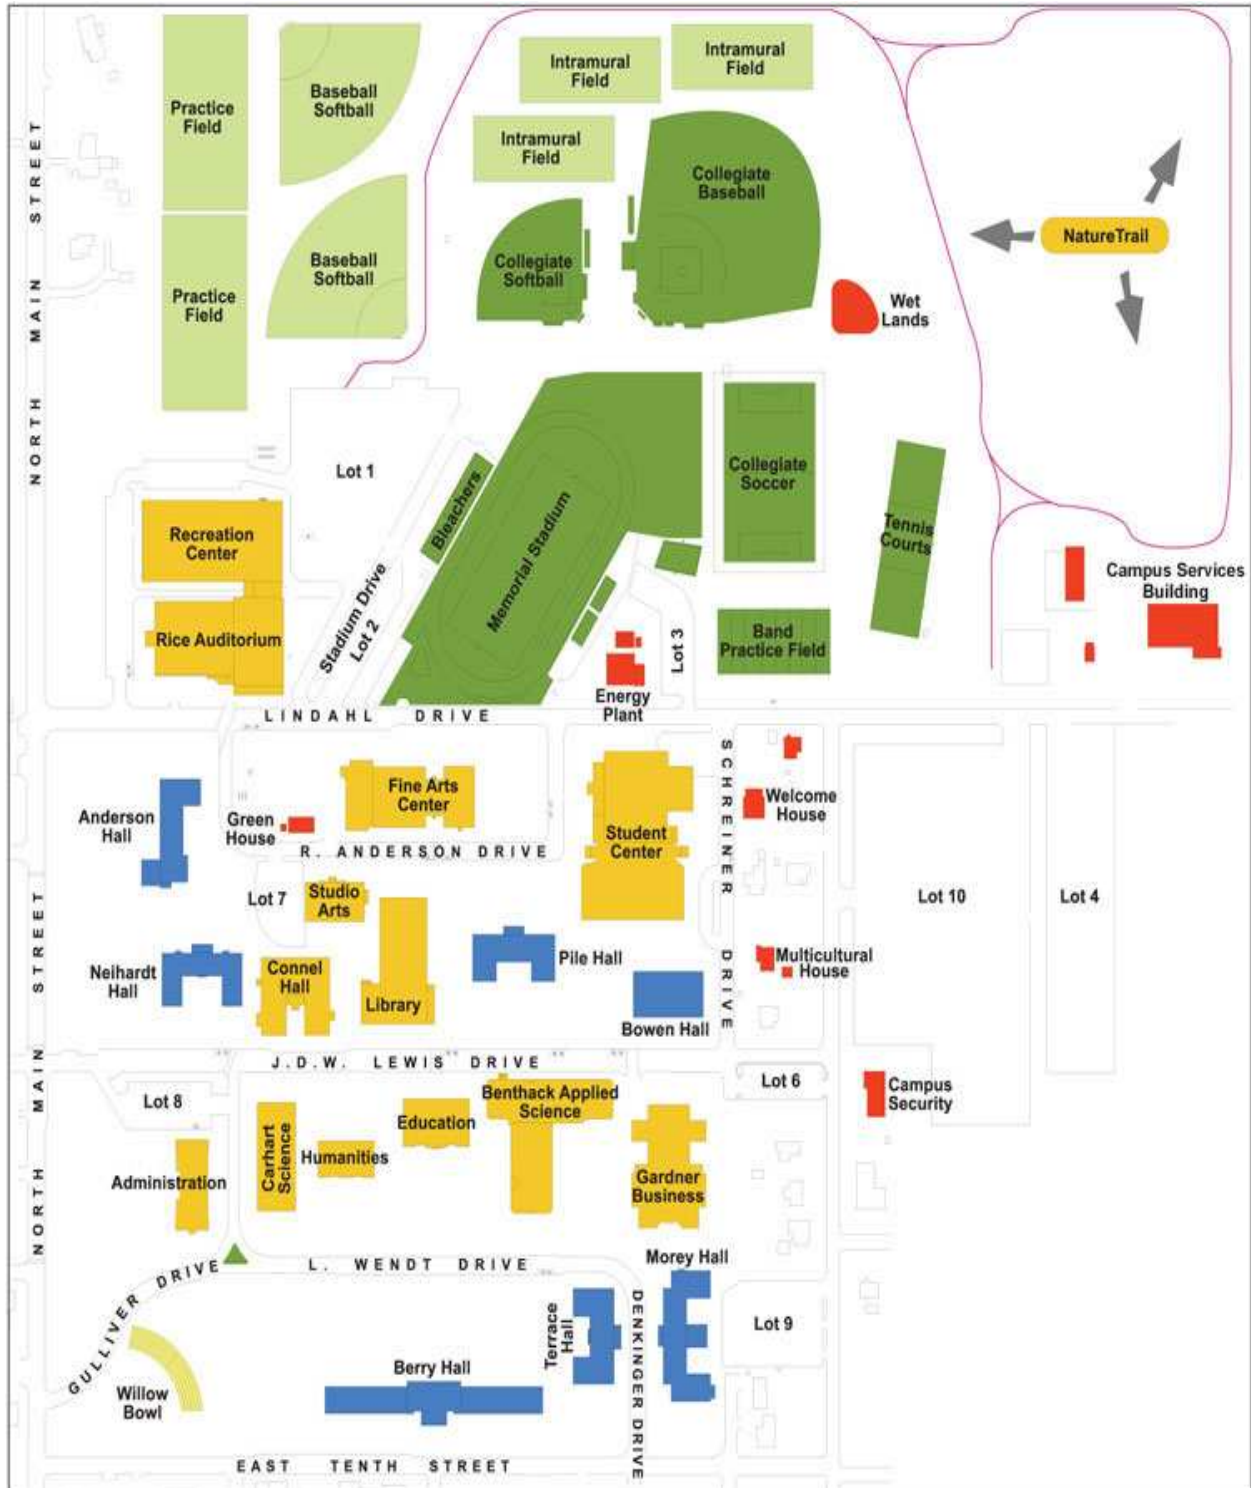 NORTH MAIN STREET
Practice
Field
Baseball
Softball
Intramural
Field
Intramural
Field
Intramural
Field
Collegiate
Baseball
Practice
Field
Baseball
Softball
Collegiate
Softball
NatureTrail
Wet
Lands
Lot 1
Bleachers
Memorial Stadium
Collegiate
Soccer
Tennis
Courts
Recreation
Center
Rice Auditorium
Stadium Drive
Lot 2
Lot 3
Band
Practice Field
Campus Services
Building
Energy
Plant
LINDAHL DRIVE
SCHREINER DRIVE
Anderson
Hall
Green
House
Fine Arts
Center
Student
Center
Welcome
House
R. ANDERSON DRIVE
Lot 7
Studio
Arts
Lot 10
Lot 4
Neihardt
Hall
Connel
Hall
Library
Pile Hall
Bowen Hall
Multicultural
House
NORTH MAIN STREET
J.D.W. LEWIS DRIVE
Lot 8
Lot 6
Campus
Security
Administration
Carhart
Science
Humanities
Education
Benthack Applied
Science
Gardner
Business
GULLIVER DRIVE
L. WENDT DRIVE
Morey Hall
Terrace
Hall
DENKINGER DRIVE
Lot 9
Willow
Bowl
Berry Hall
EAST TENTH STREET